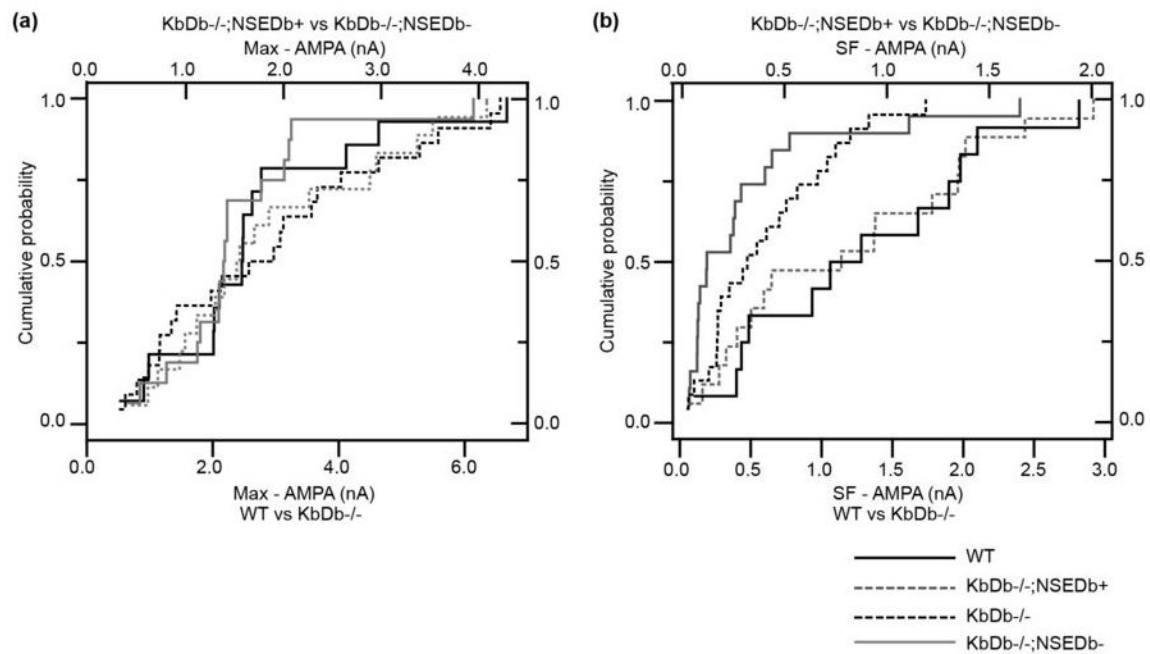 (a)
KbDb-/-;NSEDb+ vs KbDb-/-;NSEDb-
Max - AMPA (nA)
0.0 1.0 2.0 3.0 4.0
1.0 1.0
Cumulative probability
0.5 0.5
0.0 0.0
0.0 2.0 4.0 6.0
Max - AMPA (nA)
WT vs KbDb-/-
(b)
KbDb-/-;NSEDb+ vs KbDb-/-;NSEDb-
SF - AMPA (nA)
0.0 0.5 1.0 1.5 2.0
1.0 1.0
Cumulative probability
0.5 0.5
0.0 0.0
0.0 0.5 1.0 1.5 2.0 2.5 3.0
SF - AMPA (nA)
WT vs KbDb-/-
WT
KbDb-/-;NSEDb+
KbDb-/-
KbDb-/-;NSEDb-